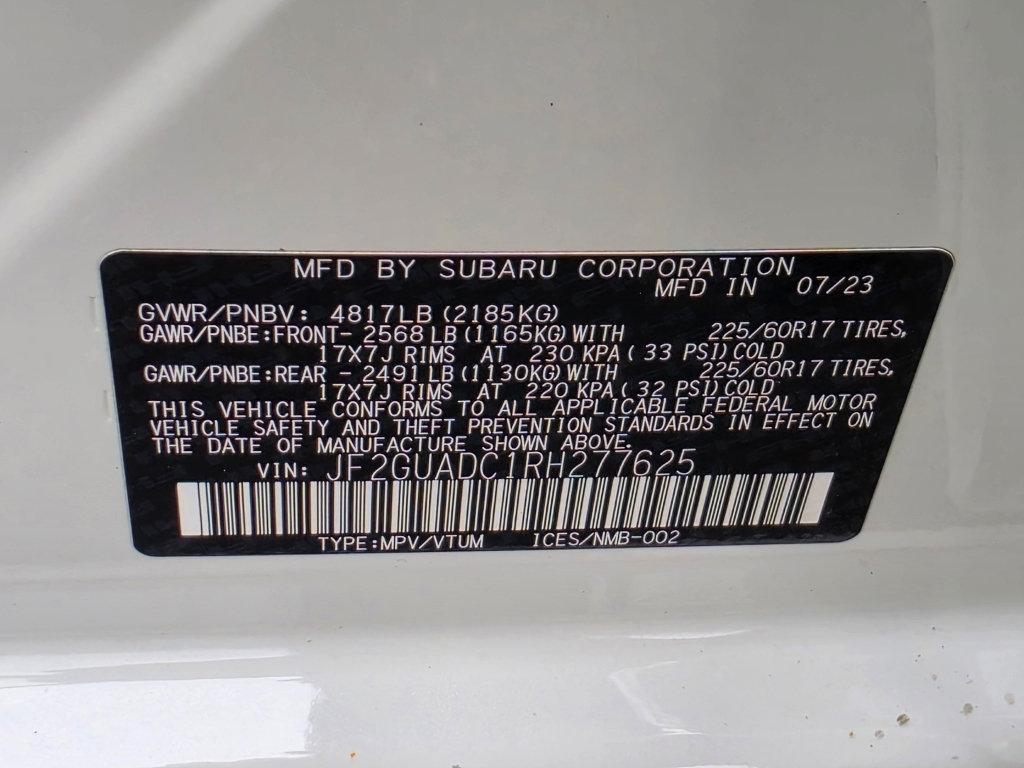 MFD BY SUBARU CORPORATION
MFD IN 07/23
GVWR/PNBV: 4817LB (2185KG)
GAWR/PNBE:FRONT- 2568 LB (1165KG) WITH 225/60R17 TIRES,
17X7J RIMS AT 230 KPA ( 33 PSI) COLD
GAWR/PNBE:REAR - 2491 LB (1130KG) WITH 225/60R17 TIRES,
17X7J RIMS AT 220 KPA (32 PSI) COLD
THIS VEHICLE CONFORMS TO ALL APPLICABLE FEDERAL MOTOR
VEHICLE SAFETY AND THEFT PREVENTION STANDARDS IN EFFECT ON
THE DATE OF MANUFACTURE SHOWN ABOVE.
VIN: JF2GUADC1RH277625
TYPE:MPV/VTUM ICES/NMB-002